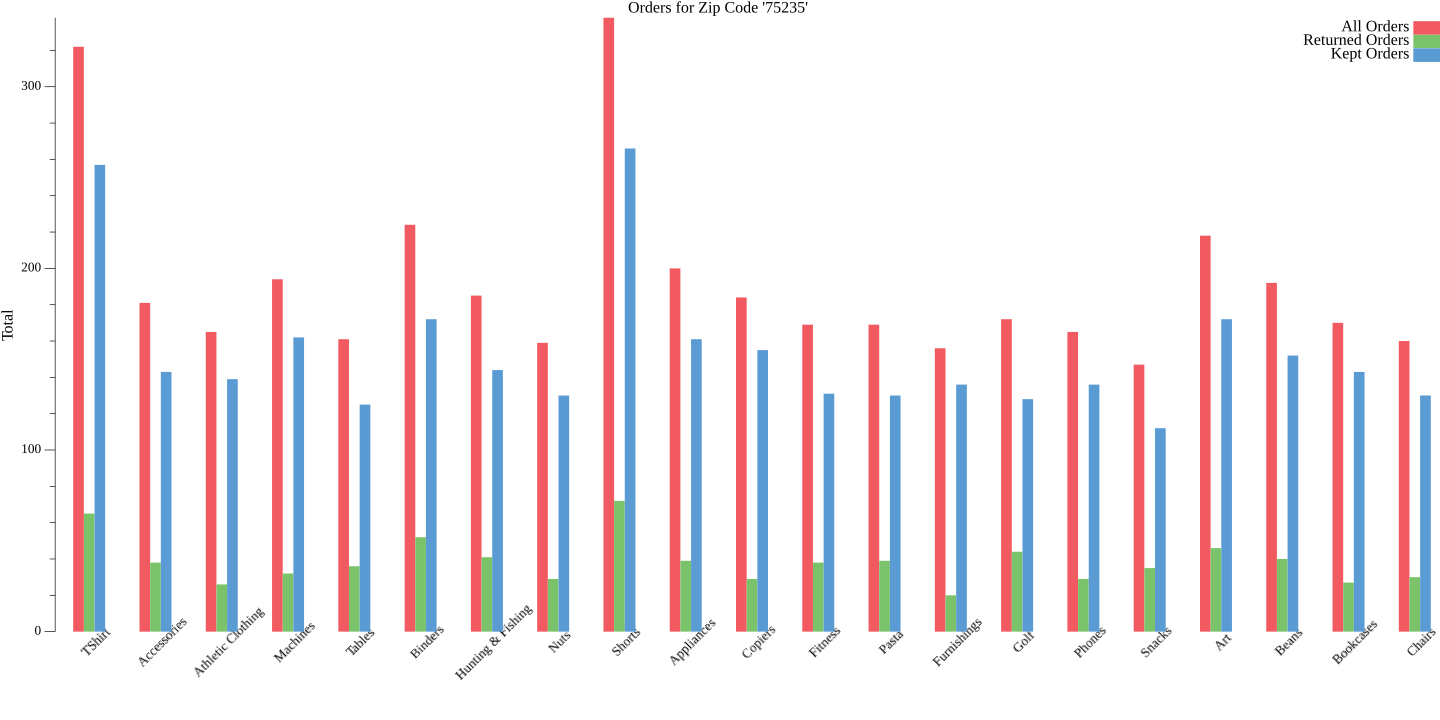 Orders for Zip Code '75235'
All Orders
Returned Orders
Kept Orders
Total
300
200
100
0
TShirt
Accessories
Athletic Clothing
Machines
Tables
Binders
Hunting & Fishing
Nuts
Shorts
Appliances
Copiers
Fitness
Pasta
Furnishings
Golf
Phones
Snacks
Art
Beans
Bookcases
Chairs